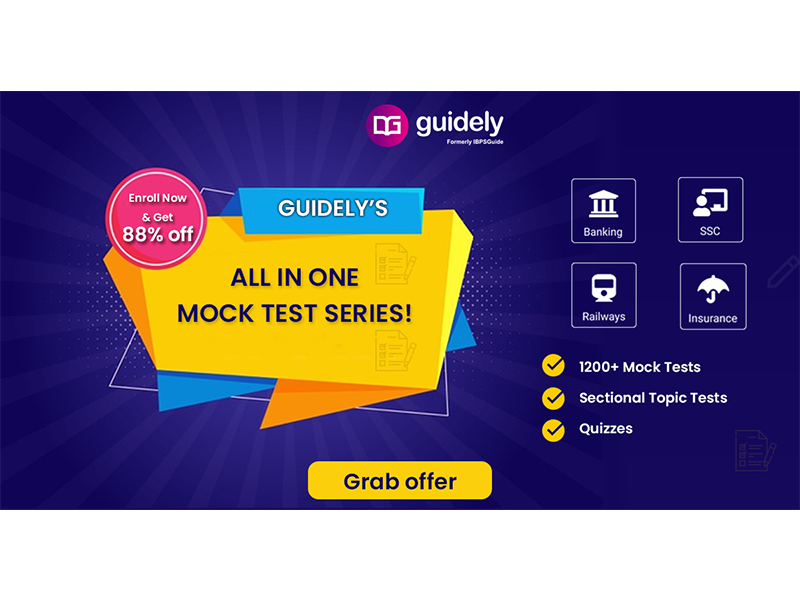 guidely
Formerly IBPSGuide
Enroll Now
& Get
88% off
GUIDELY'S
ALL IN ONE
MOCK TEST SERIES!
Banking
SSC
Railways
Insurance
1200+ Mock Tests
Sectional Topic Tests
Quizzes
Grab offer